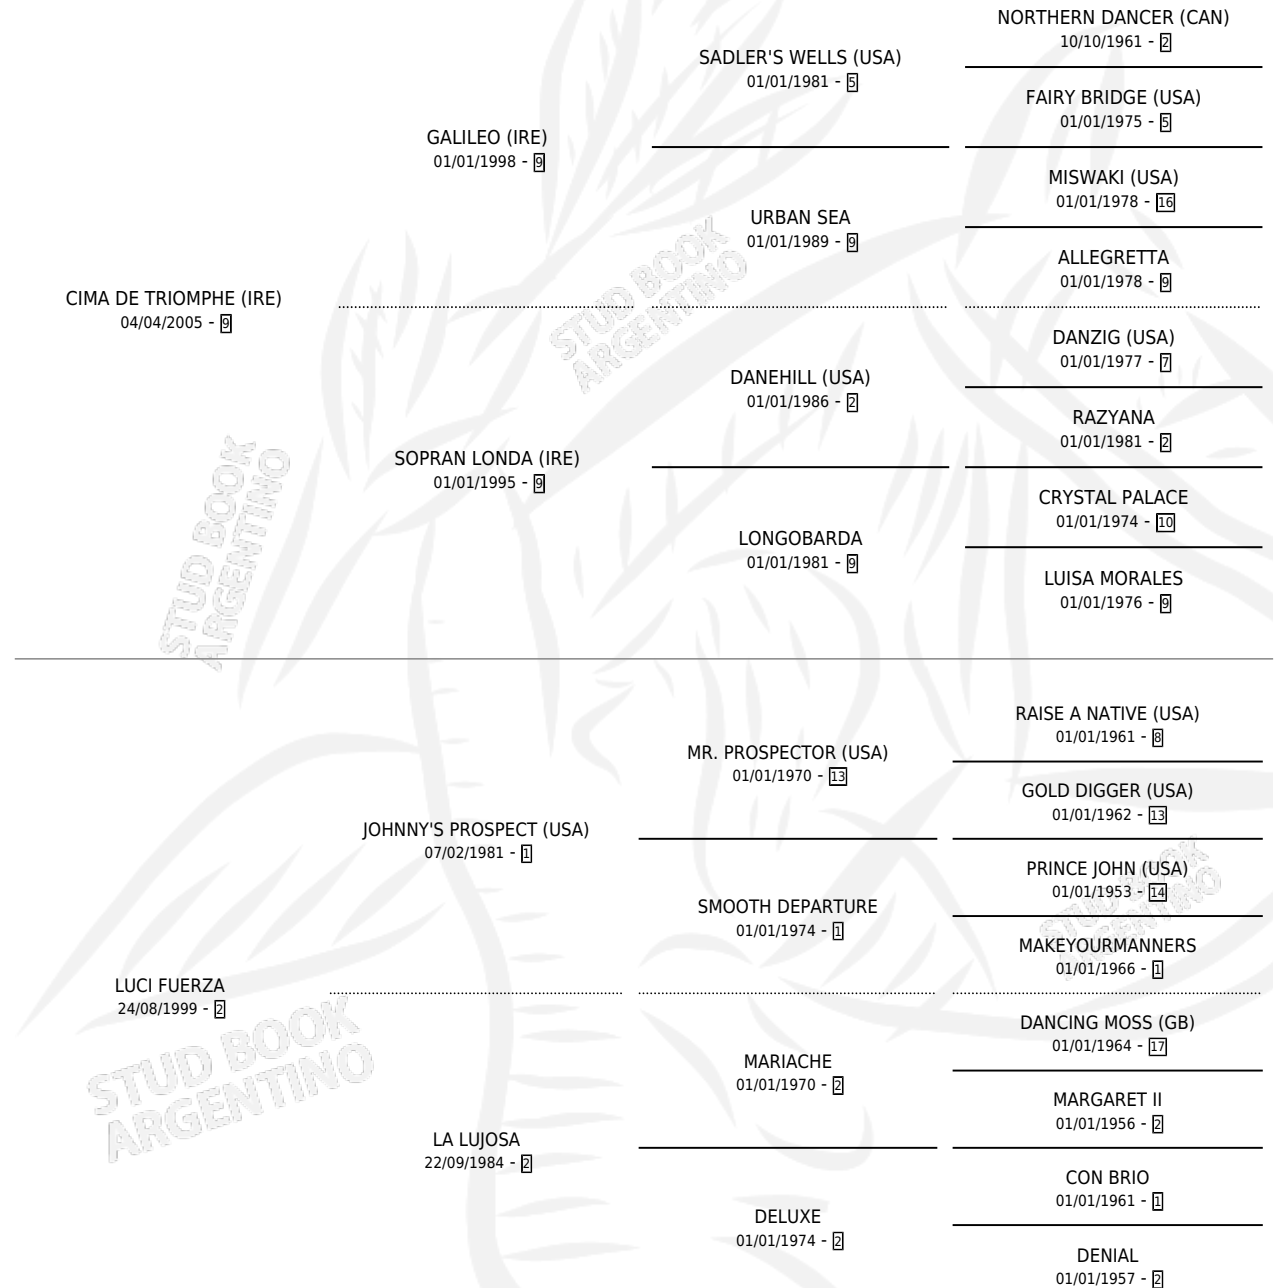 NORTHERN DANCER (CAN)
10/10/1961 - 2
SADLER'S WELLS (USA)
01/01/1981 - 5
FAIRY BRIDGE (USA)
01/01/1975 - 5
GALILEO (IRE)
01/01/1998 - 9
MISWAKI (USA)
01/01/1978 - 16
URBAN SEA
01/01/1989 - 9
ALLEGRETTA
01/01/1978 - 9
CIMA DE TRIOMPHE (IRE)
04/04/2005 - 9
STUD BOOK
ARGENTINO
DANZIG (USA)
01/01/1977 - 7
DANEHILL (USA)
01/01/1986 - 2
RAZYANA
01/01/1981 - 2
SOPRAN LONDA (IRE)
01/01/1995 - 9
CRYSTAL PALACE
01/01/1974 - 10
LONGOBARDA
01/01/1981 - 9
LUISA MORALES
01/01/1976 - 9
STUD BOOK
ARGENTINO
RAISE A NATIVE (USA)
01/01/1961 - 8
MR. PROSPECTOR (USA)
01/01/1970 - 13
GOLD DIGGER (USA)
01/01/1962 - 13
JOHNNY'S PROSPECT (USA)
07/02/1981 - 1
PRINCE JOHN (USA)
01/01/1953 - 14
SMOOTH DEPARTURE
01/01/1974 - 1
STUD BOOK
ARGENTINO
MAKEYOURMANNERS
01/01/1966 - 1
LUCI FUERZA
24/08/1999 - 2
STUD BOOK
ARGENTINO
DANCING MOSS (GB)
01/01/1964 - 17
MARIACHE
01/01/1970 - 2
MARGARET II
01/01/1956 - 2
LA LUJOSA
22/09/1984 - 2
CON BRIO
01/01/1961 - 1
DELUXE
01/01/1974 - 2
DENIAL
01/01/1957 - 2